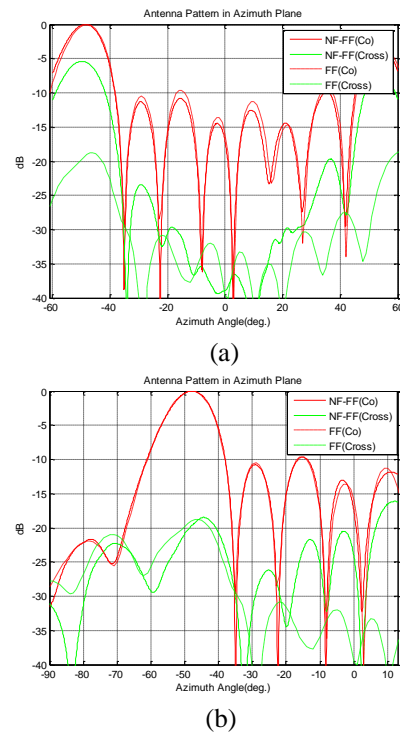 Antenna Pattern in Azimuth Plane
0
-5
-10
-15
-20
-25
-30
-35
-40
dB
NF-FF(Co)
NF-FF(Cross)
FF(Co)
FF(Cross)
-60 -40 -20 0 20 40 60
Azimuth Angle(deg.)
(a)
Antenna Pattern in Azimuth Plane
0
-5
-10
-15
-20
-25
-30
-35
-40
dB
NF-FF(Co)
NF-FF(Cross)
FF(Co)
FF(Cross)
-90 -80 -70 -60 -50 -40 -30 -20 -10 0 10
Azimuth Angle(deg.)
(b)